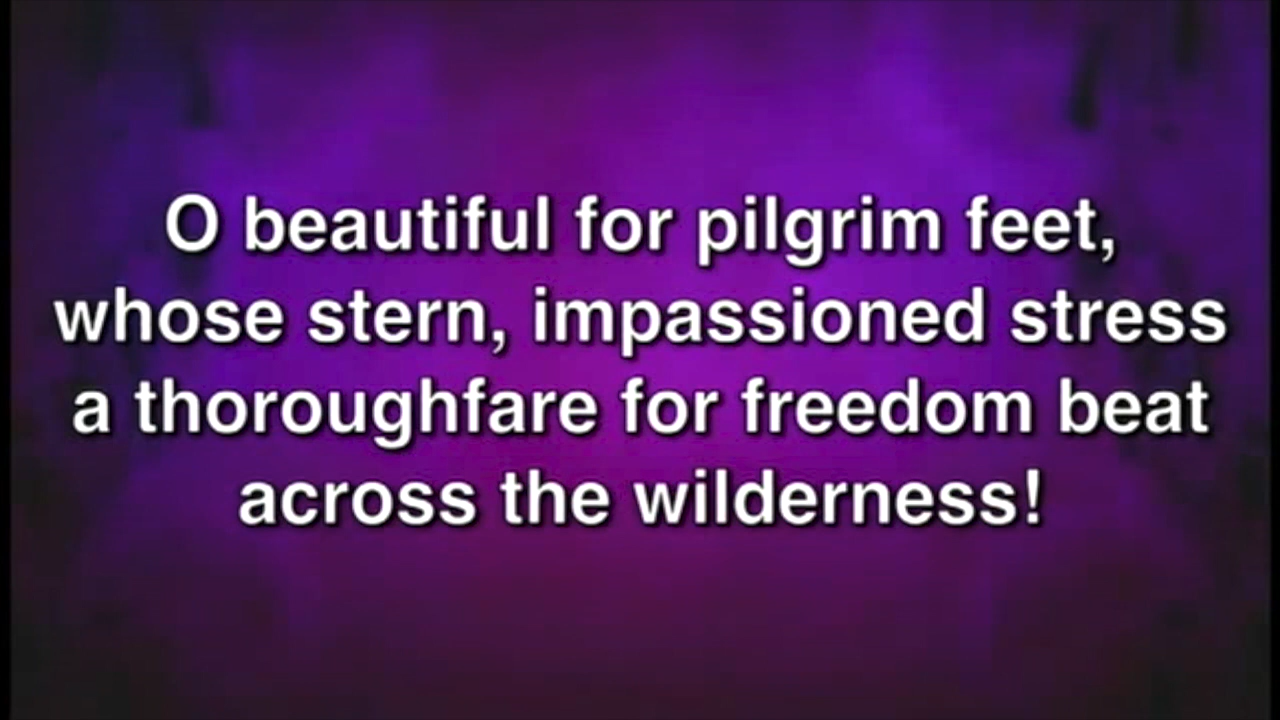 O beautiful for pilgrim feet,
whose stern, impassioned stress
a thoroughfare for freedom beat
across the wilderness!